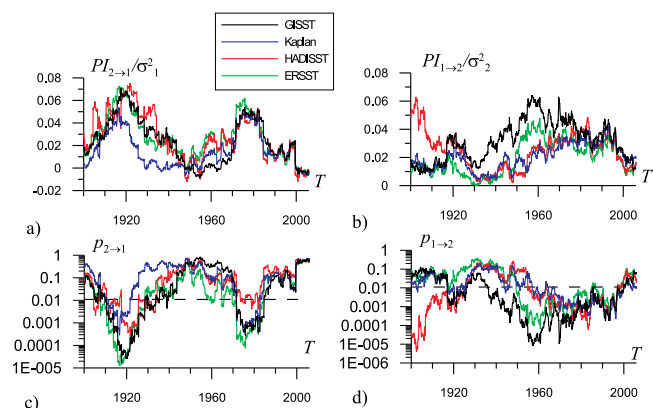 GISST
Kaplan
HADISST
ERSST
PI2→1/σ²1
0.08
0.06
0.04
0.02
0
-0.02
T
1920
1960
2000
a)
PI1→2/σ²2
0.08
0.06
0.04
0.02
0
T
1920
1960
2000
b)
p2→1
1
0.1
0.01
0.001
0.0001
1E-005
T
1920
1960
2000
c)
p1→2
1
0.1
0.01
0.001
0.0001
1E-005
1E-006
T
1920
1960
2000
d)